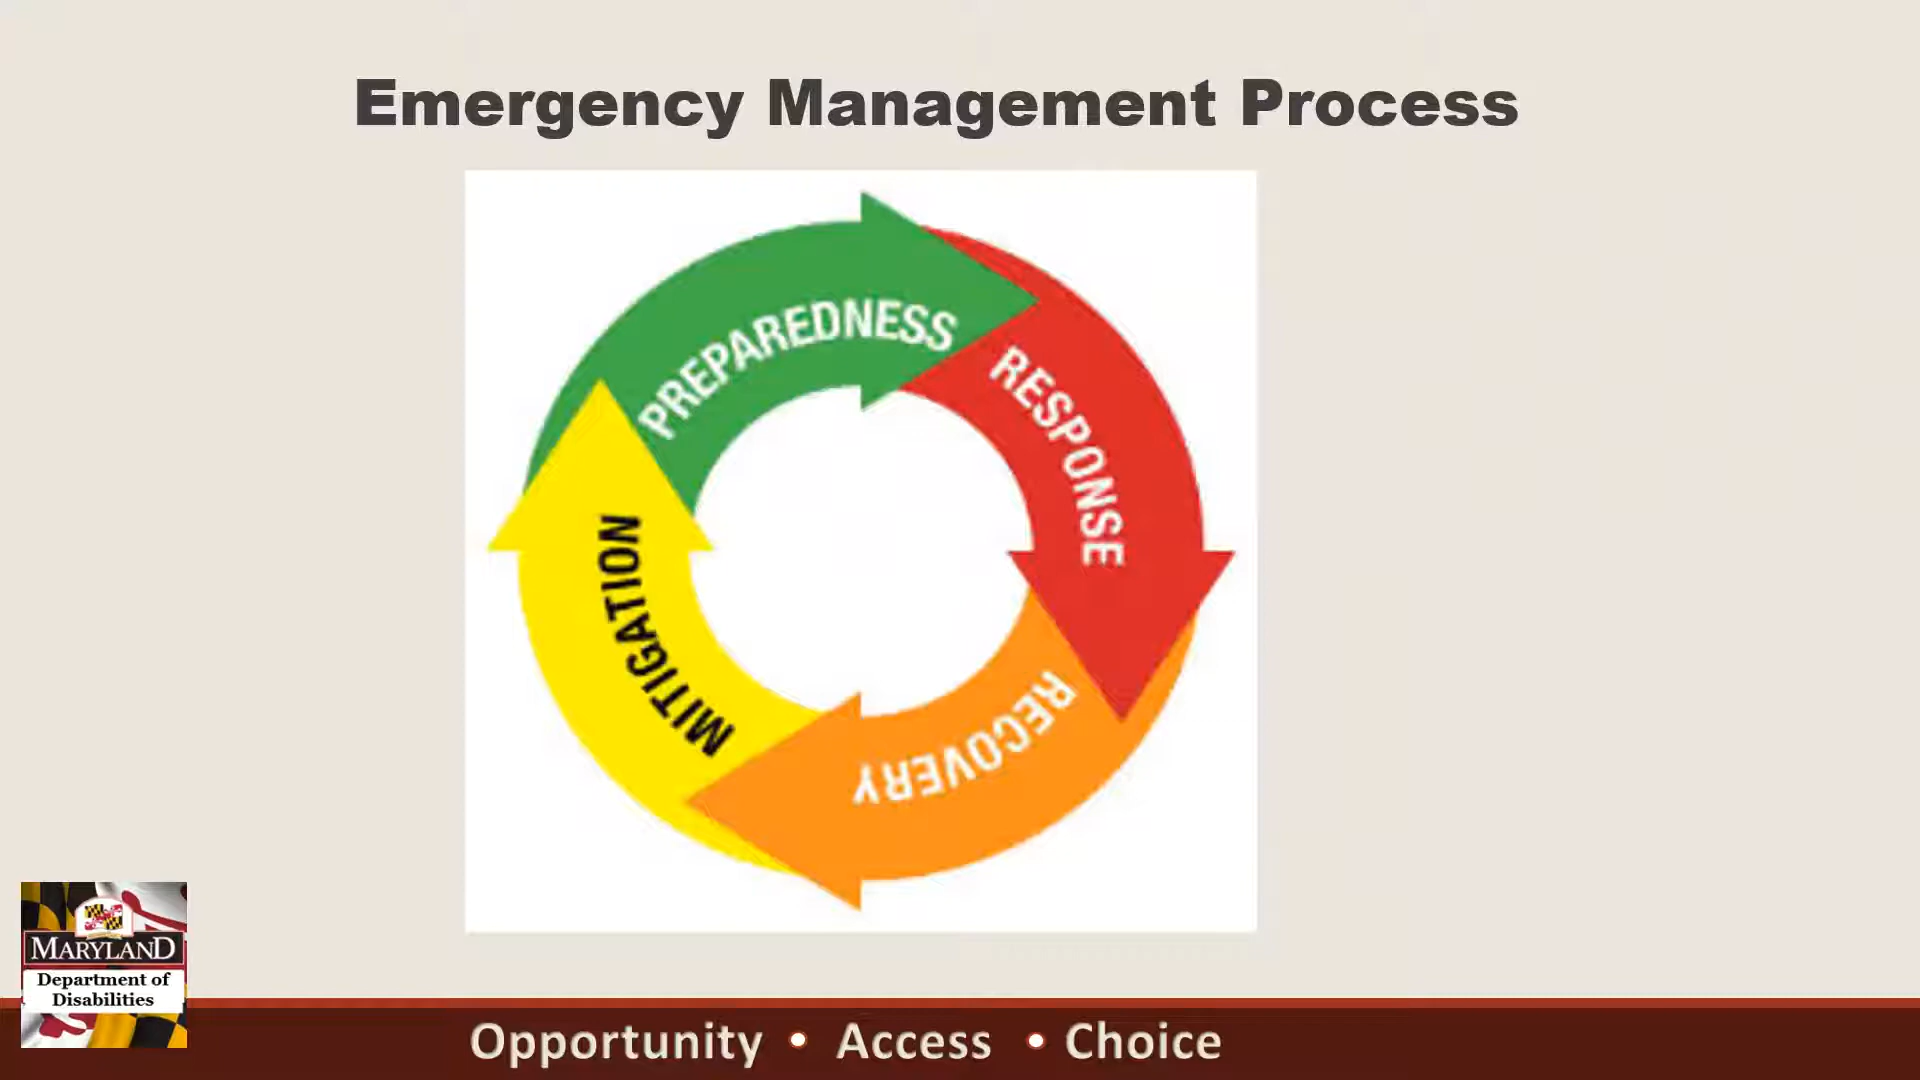 Emergency Management Process
PREPAREDNESS
RESPONSE
RECOVERY
MITIGATION
MARYLAND
Department of
Disabilities
Opportunity • Access • Choice